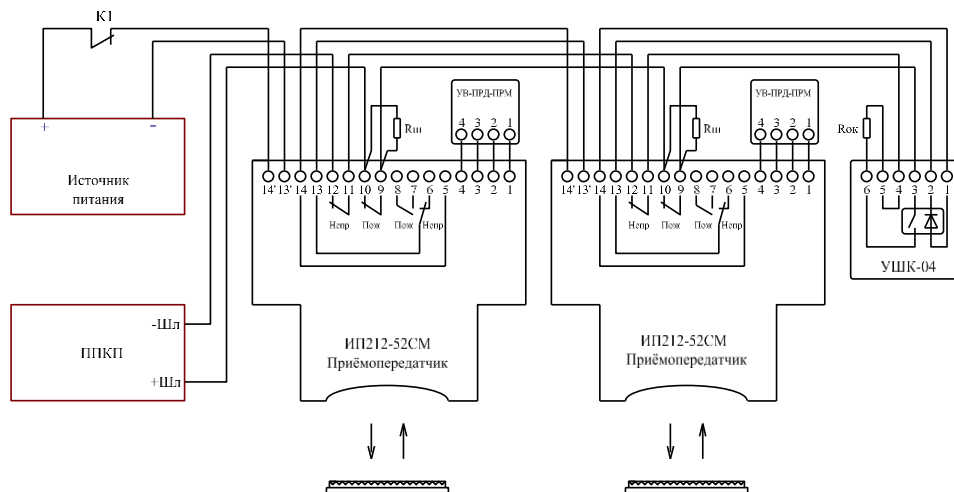 К1
+ -
Источник
питания
ППКП
-Шл
+Шл
УВ-ПРД-ПРМ
4 3 2 1
Rш
14' 13' 14 13 12 11 10 9 8 7 6 5 4 3 2 1
Непр Пож Пож Непр
ИП212-52СМ
Приёмопередатчик
УВ-ПРД-ПРМ
4 3 2 1
Rш
14' 13' 14 13 12 11 10 9 8 7 6 5 4 3 2 1
Непр Пож Пож Непр
ИП212-52СМ
Приёмопередатчик
Rок
6 5 4 3 2 1
УШК-04